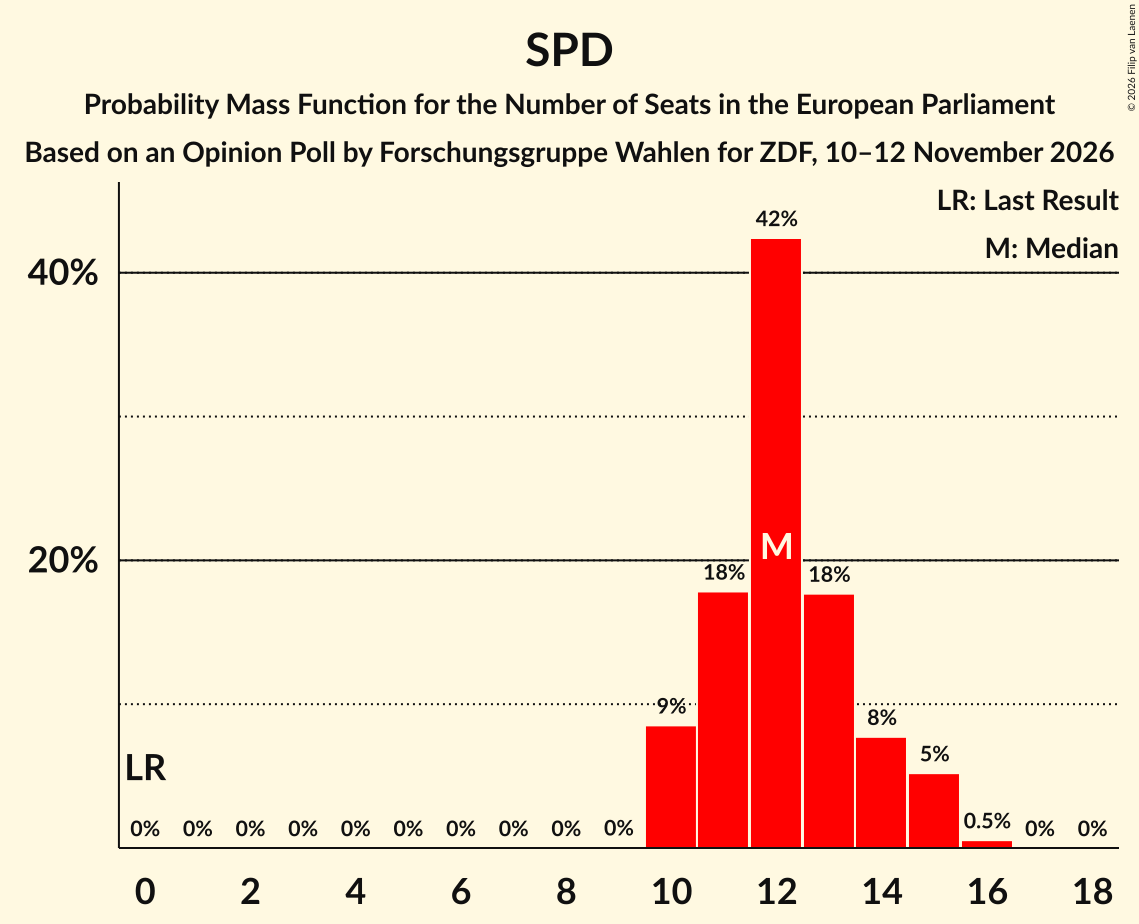 SPD
Probability Mass Function for the Number of Seats in the European Parliament
Based on an Opinion Poll by Forschungsgruppe Wahlen for ZDF, 10–12 November 2026
© 2026 Filip van Laenen
LR: Last Result
M: Median
42%
40%
M
20%
18%
18%
9%
8%
5%
LR
0.5%
0% 0% 0% 0% 0% 0% 0% 0% 0% 0% 0% 0%
0 2 4 6 8 10 12 14 16 18